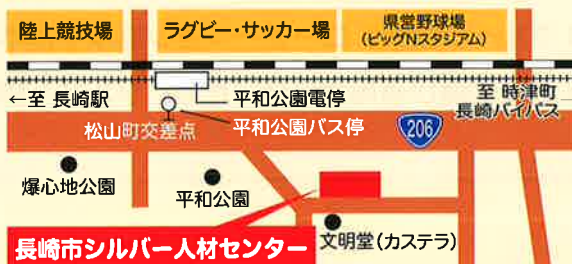 陸上競技場
ラグビー・サッカー場
県営野球場
(ビッグNスタジアム)
←至 長崎駅
平和公園電停
至 時津町
長崎バイパス
松山町交差点
平和公園バス停
206
爆心地公園
平和公園
長崎市シルバー人材センター
文明堂(カステラ)